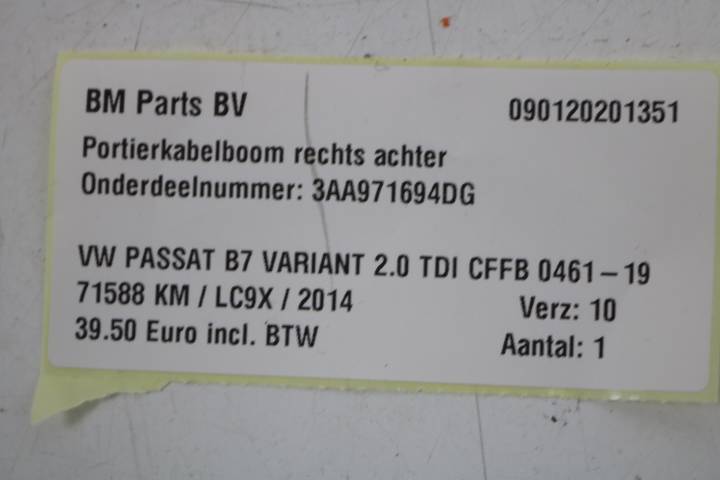 BM Parts BV 090120201351
Portierkabelboom rechts achter
Onderdeelnummer: 3AA971694DG
VW PASSAT B7 VARIANT 2.0 TDI CFFB 0461-19
71588 KM / LC9X / 2014 Verz: 10
39.50 Euro incl. BTW Aantal: 1